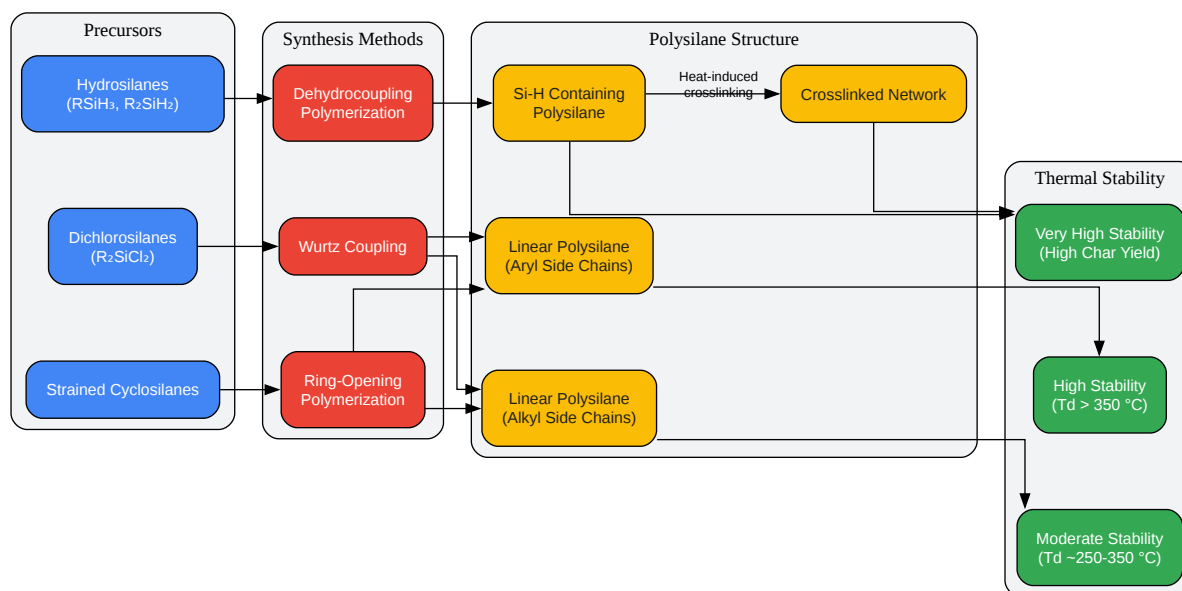 Precursors
Hydrosilanes
(RSiH₃, R₂SiH₂)
Dichlorosilanes
(R₂SiCl₂)
Strained Cyclosilanes
Synthesis Methods
Dehydrocoupling
Polymerization
Wurtz Coupling
Ring-Opening
Polymerization
Polysilane Structure
Si-H Containing
Polysilane
Heat-induced
crosslinking
Crosslinked Network
Linear Polysilane
(Aryl Side Chains)
Linear Polysilane
(Alkyl Side Chains)
Thermal Stability
Very High Stability
(High Char Yield)
High Stability
(Td > 350 °C)
Moderate Stability
(Td ~250-350 °C)